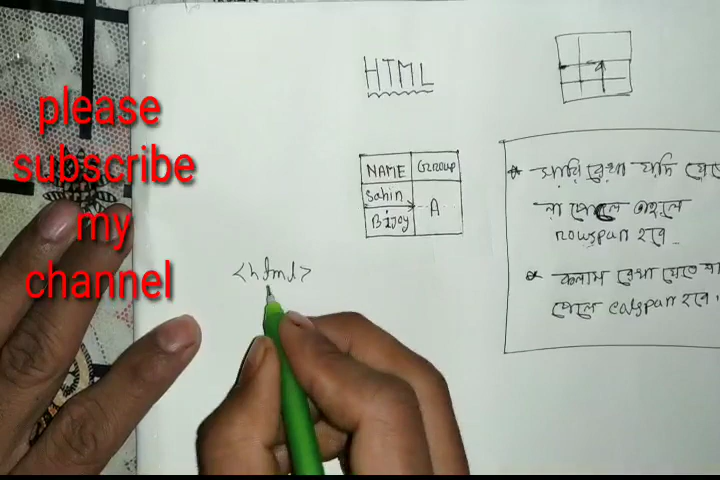 HTML
please
subscribe
my
channel
NAME Group
Sahin A
Bijoy
<html>
সারি রেখা যদি যেতে
না পেলে তাহলে
rowspan হবে
কলাম রেখা যেতে না
পেলে colspan হবে।